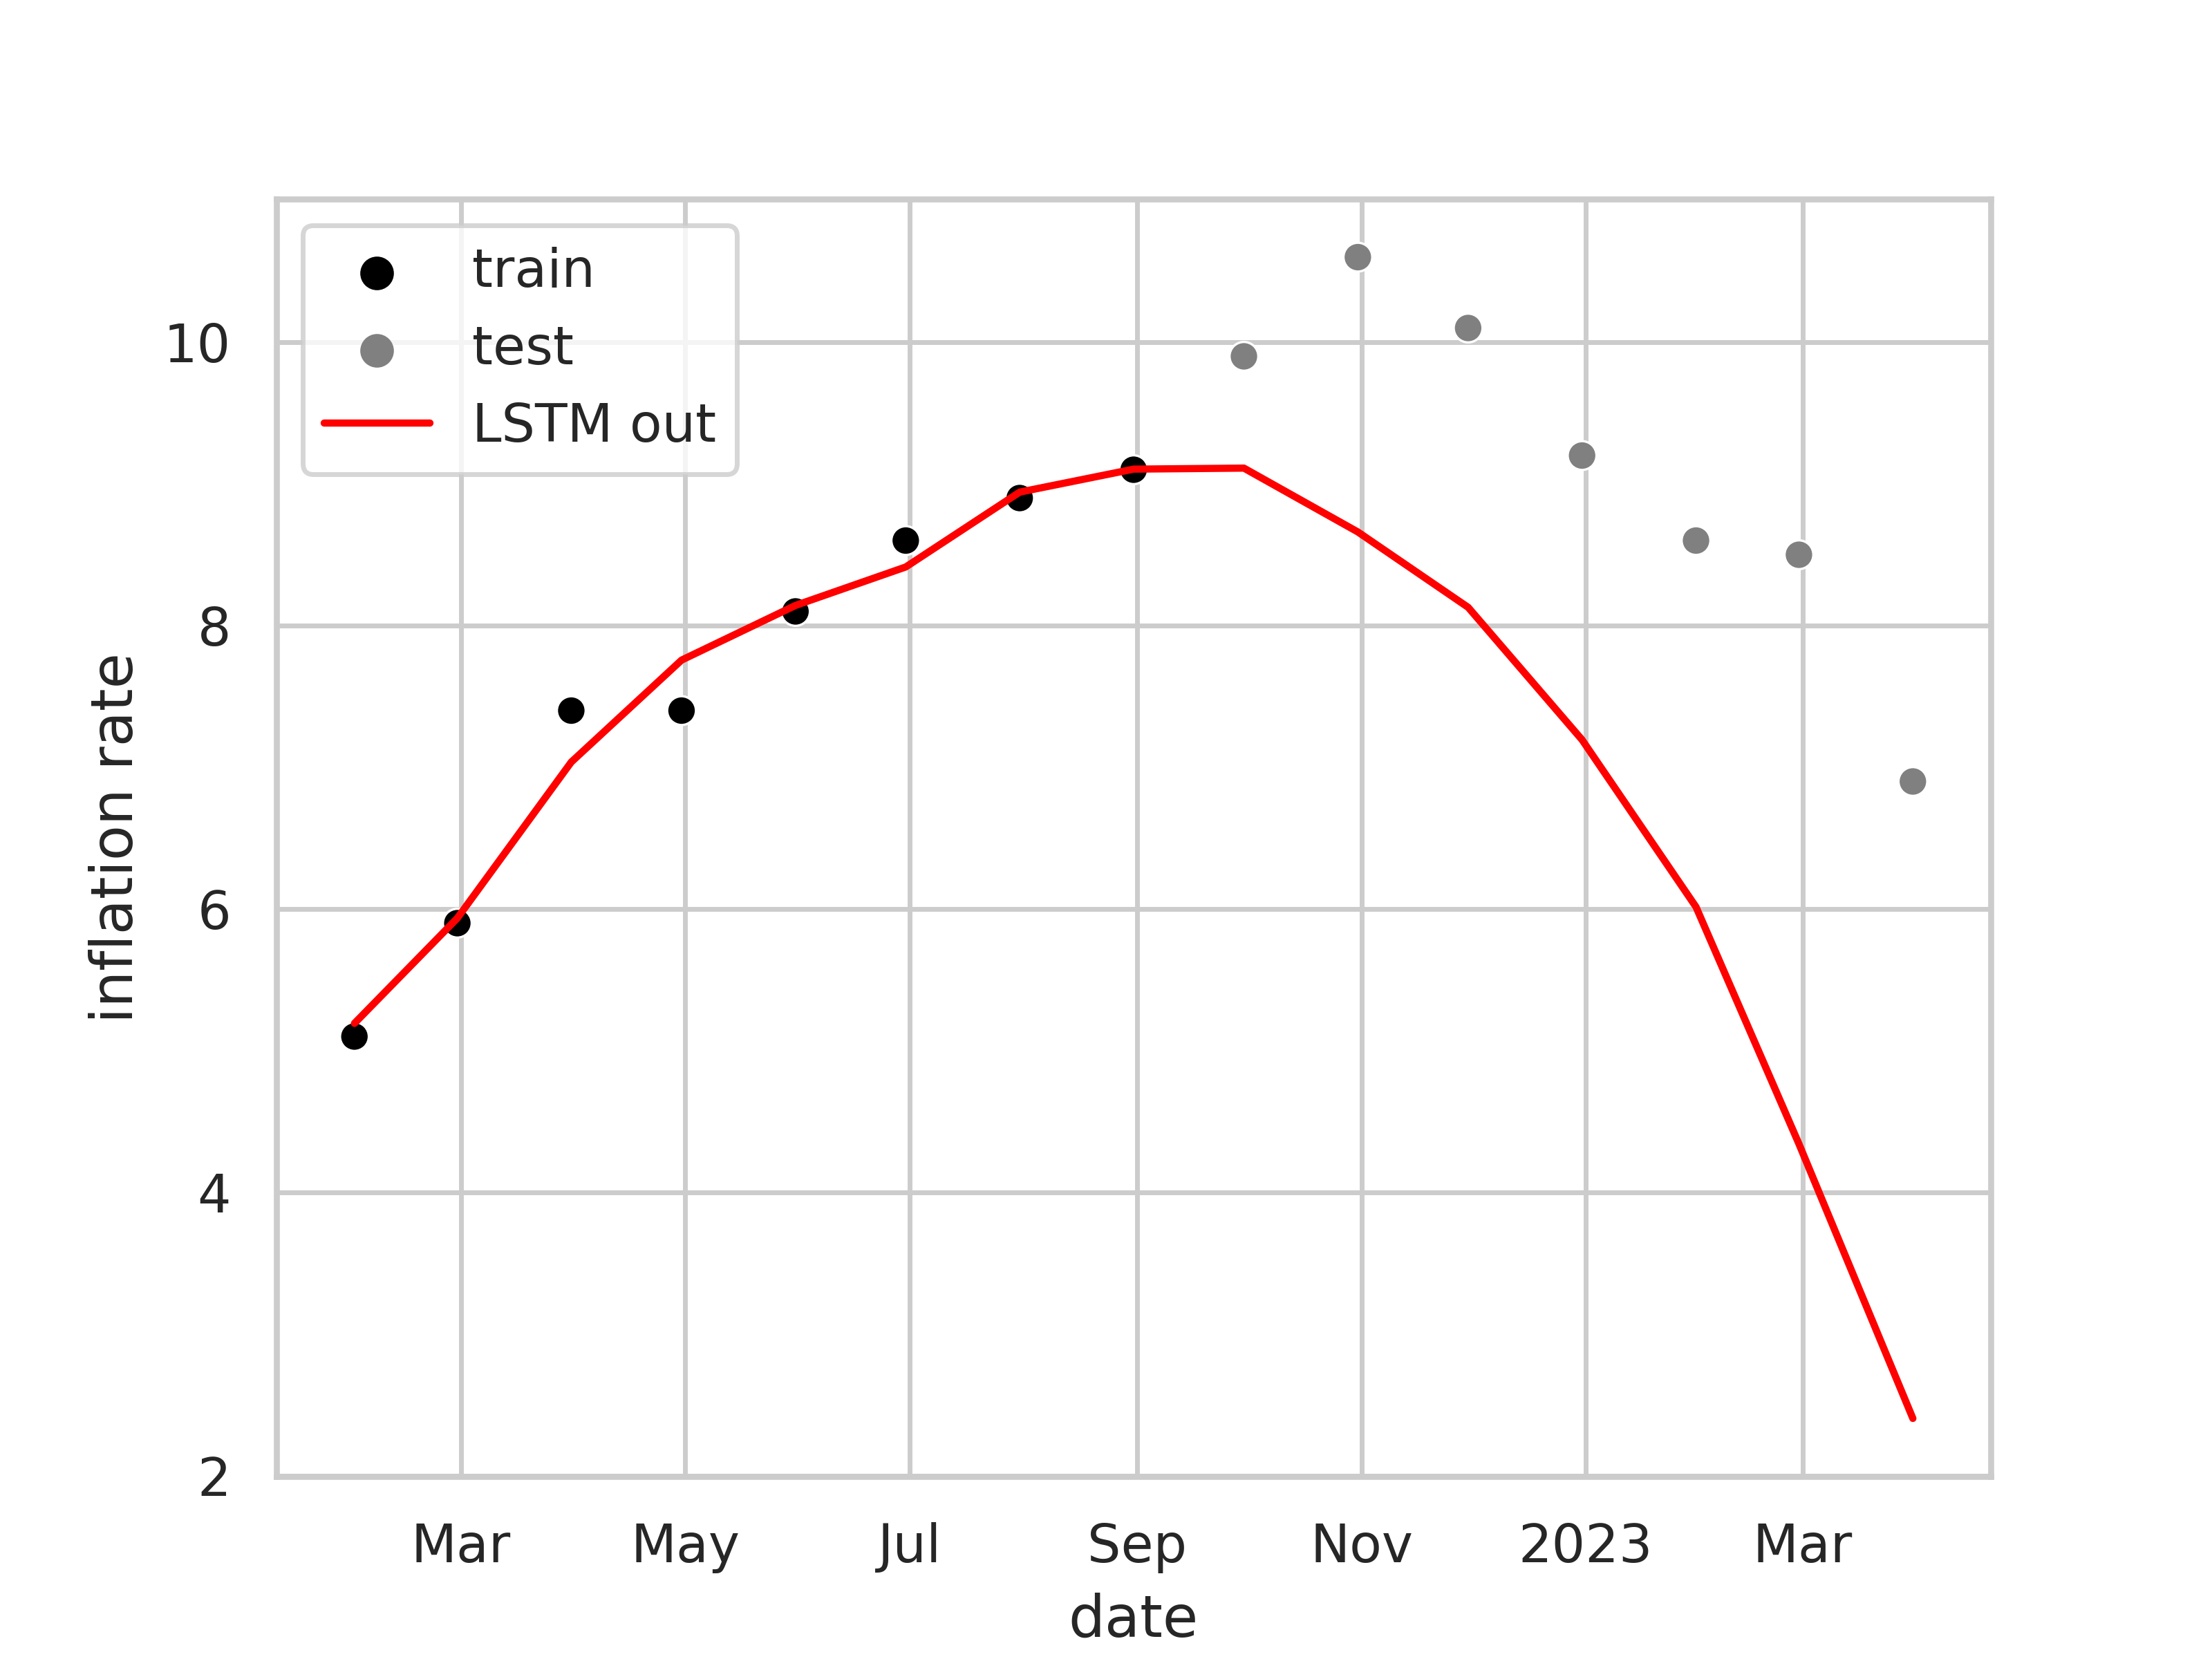 train
test
LSTM out
10
8
6
4
2
inflation rate
Mar May Jul Sep Nov 2023 Mar
date